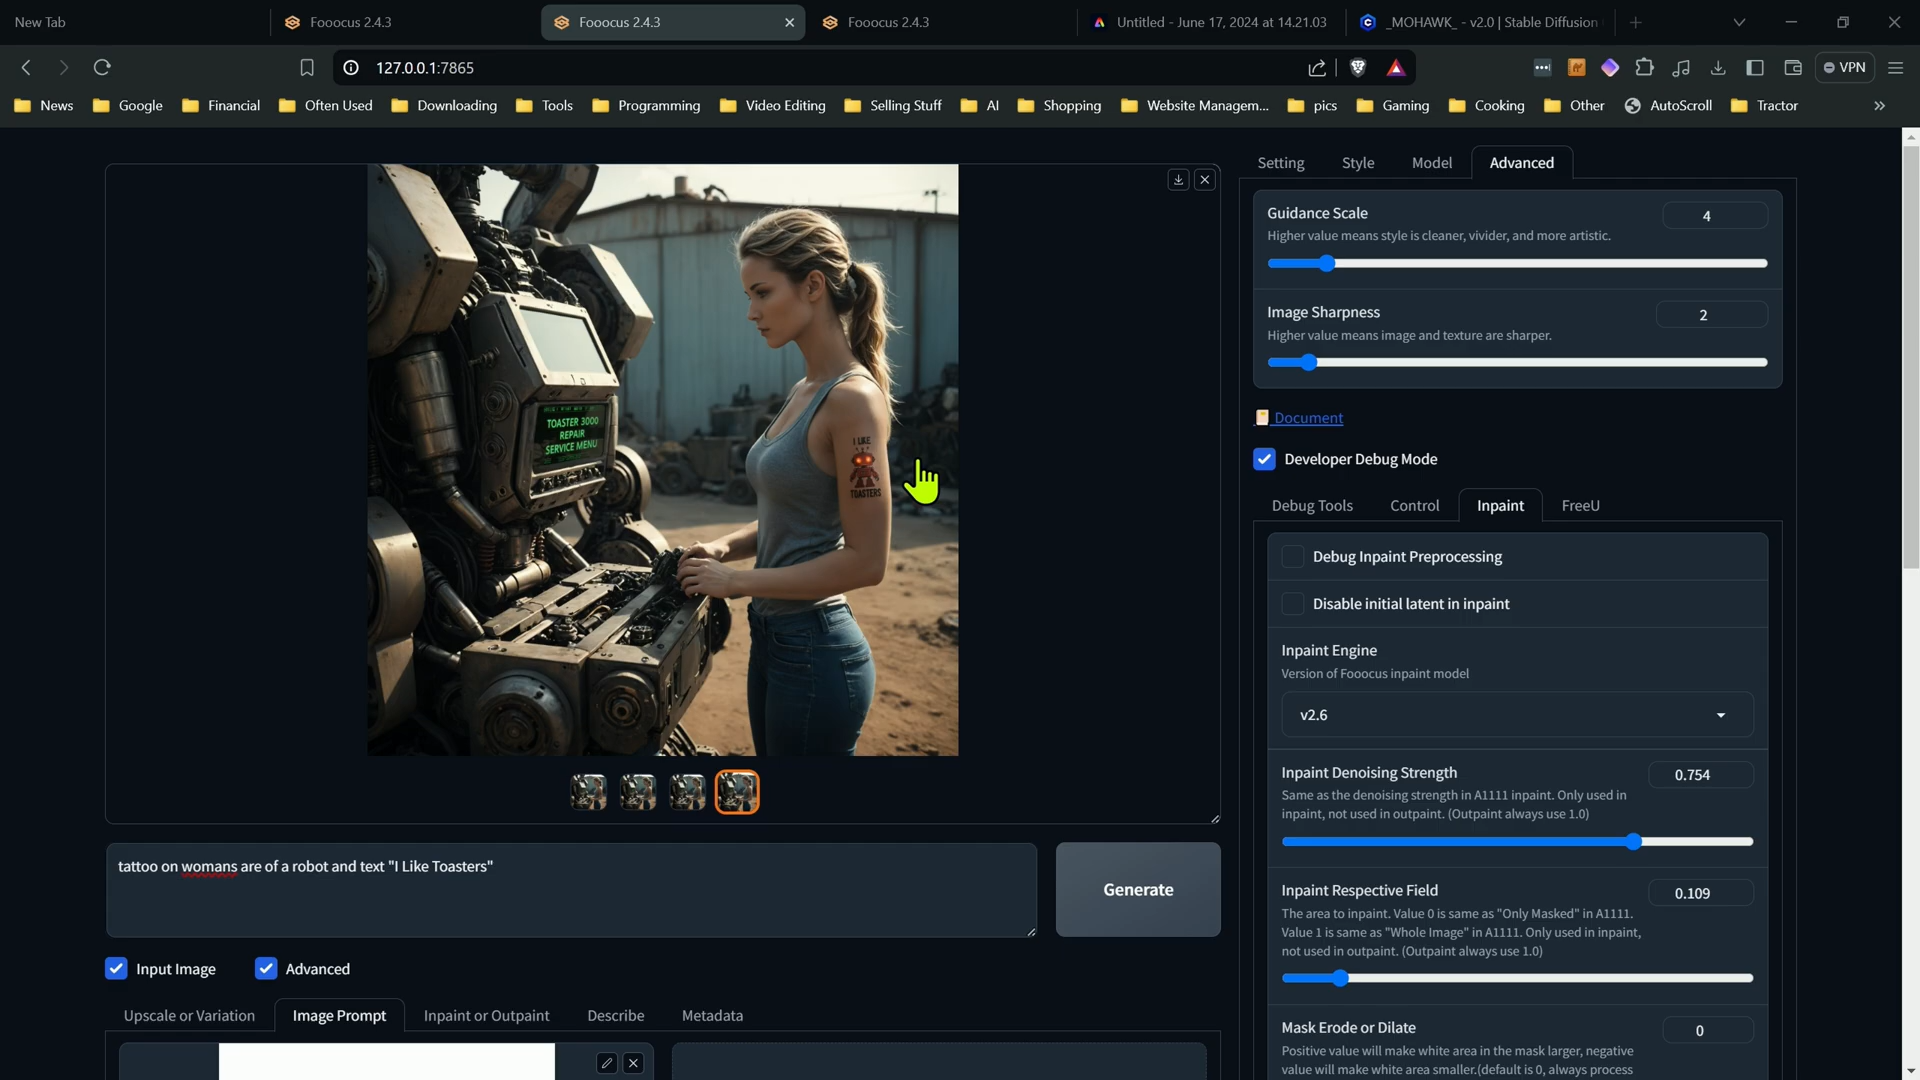 New Tab
Fooocus 2.4.3
Fooocus 2.4.3
Fooocus 2.4.3
Untitled - June 17, 2024 at 14.21.03
_MOHAWK_ - v2.0 | Stable Diffusion
127.0.0.1:7865
VPN
News
Google
Financial
Often Used
Downloading
Tools
Programming
Video Editing
Selling Stuff
AI
Shopping
Website Managem...
pics
Gaming
Cooking
Other
AutoScroll
Tractor
TOASTER 3000
REPAIR
SERVICE MENU
I LIKE
TOASTERS
Setting
Style
Model
Advanced
Guidance Scale
4
Higher value means style is cleaner, vivider, and more artistic.
Image Sharpness
2
Higher value means image and texture are sharper.
Document
Developer Debug Mode
Debug Tools
Control
Inpaint
FreeU
Debug Inpaint Preprocessing
Disable initial latent in inpaint
Inpaint Engine
Version of Fooocus inpaint model
v2.6
Inpaint Denoising Strength
0.754
Same as the denoising strength in A1111 inpaint. Only used in
inpaint, not used in outpaint. (Outpaint always use 1.0)
Inpaint Respective Field
0.109
The area to inpaint. Value 0 is same as "Only Masked" in A1111.
Value 1 is same as "Whole Image" in A1111. Only used in inpaint,
not used in outpaint. (Outpaint always use 1.0)
Mask Erode or Dilate
0
Positive value will make white area in the mask larger, negative
value will make white area smaller.(default is 0, always process
tattoo on womans are of a robot and text "I Like Toasters"
Generate
Input Image
Advanced
Upscale or Variation
Image Prompt
Inpaint or Outpaint
Describe
Metadata